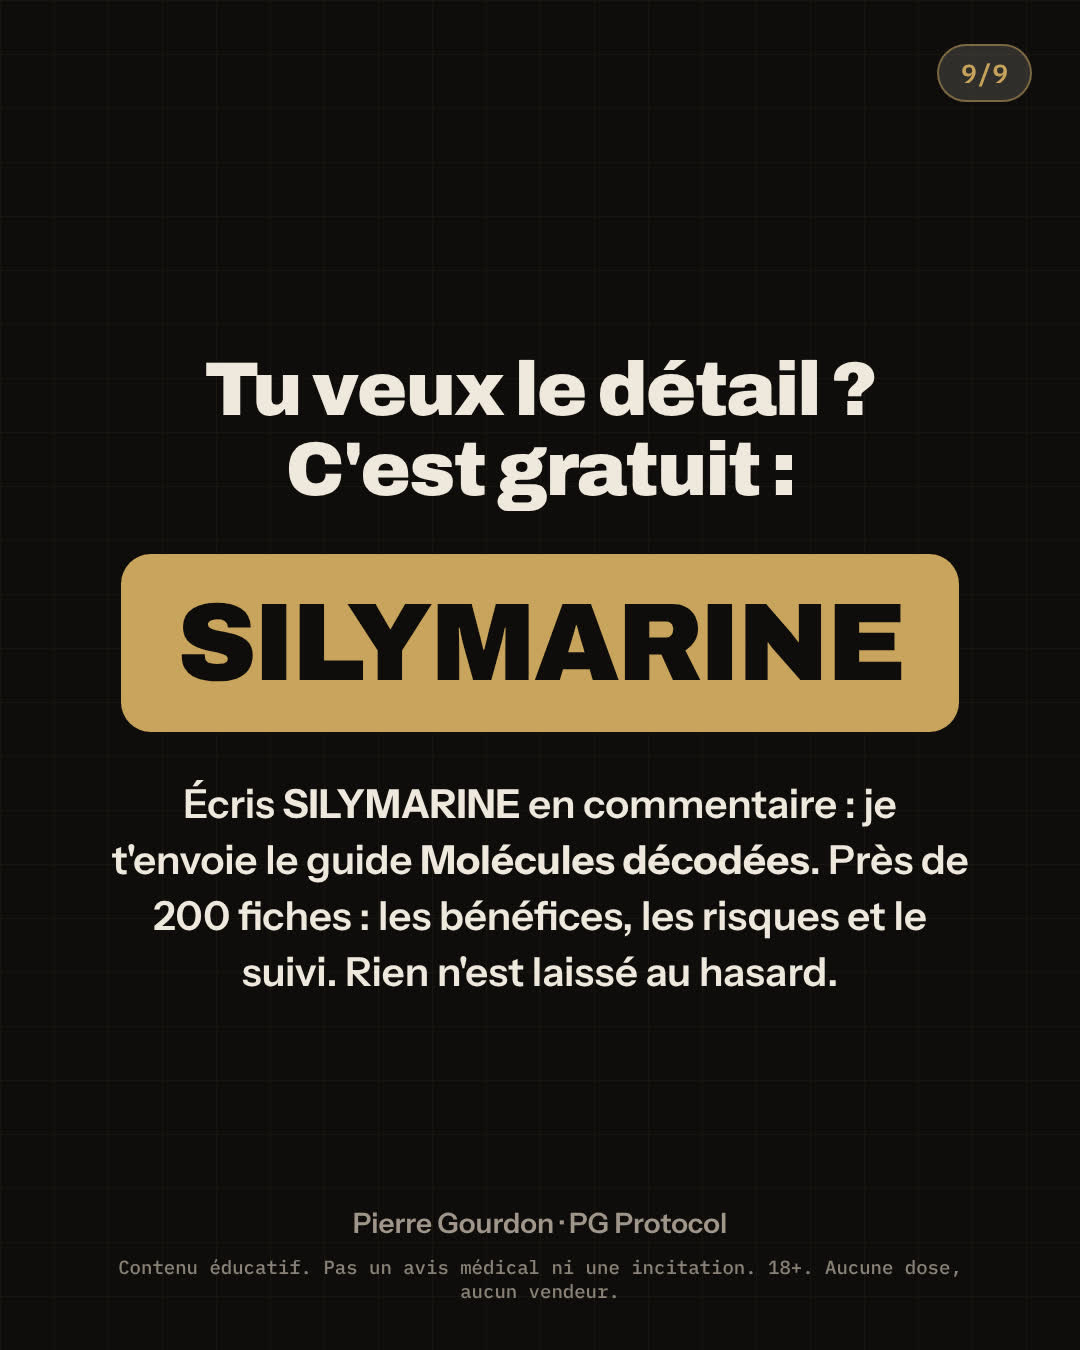 9/9
Tu veux le détail ?
C'est gratuit :
SILYMARINE
Écris SILYMARINE en commentaire : je
t'envoie le guide Molécules décodées. Près de
200 fiches : les bénéfices, les risques et le
suivi. Rien n'est laissé au hasard.
Pierre Gourdon · PG Protocol
Contenu éducatif. Pas un avis médical ni une incitation. 18+. Aucune dose,
aucun vendeur.